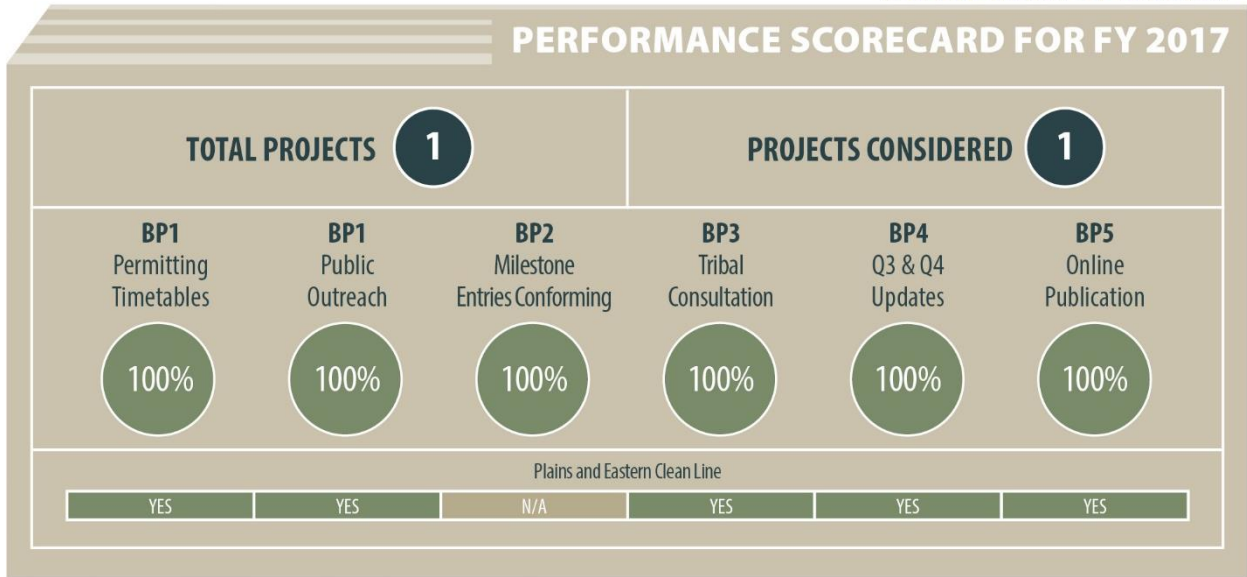 PERFORMANCE SCORECARD FOR FY 2017
TOTAL PROJECTS 1
PROJECTS CONSIDERED 1
BP1
Permitting
Timetables
100%
BP1
Public
Outreach
100%
BP2
Milestone
Entries Conforming
100%
BP3
Tribal
Consultation
100%
BP4
Q3 & Q4
Updates
100%
BP5
Online
Publication
100%
Plains and Eastern Clean Line
YES YES N/A YES YES YES